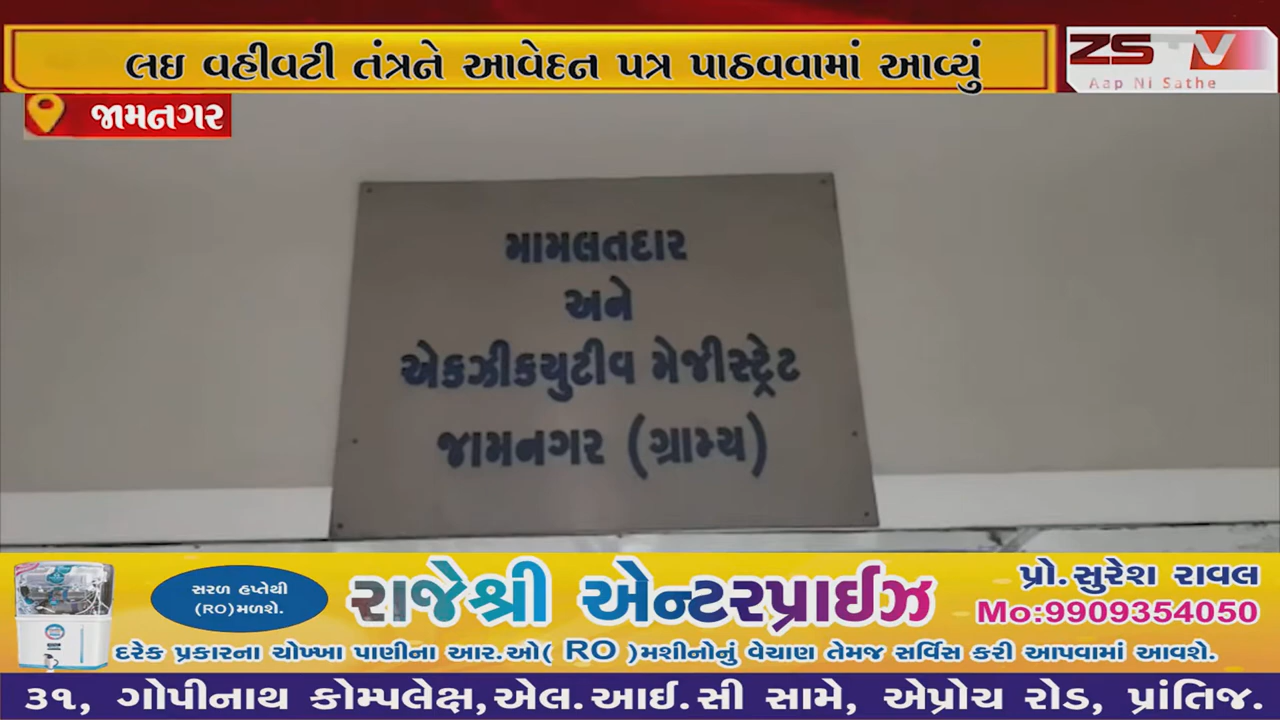 લઇ વહીવટી તંત્રને આવેદન પત્ર પાઠવવામાં આવ્યું
ZS TV
Aap Ni Sathe
જામનગર
મામલતદાર
અને
એકઝીકયુટીવ મેજીસ્ટ્રેટ
જામનગર (ગ્રામ્ય)
સરળ હપ્તેથી
(RO)મળશે.
રાજેશ્રી એન્ટરપ્રાઈઝ
પ્રો.સુરેશ રાવલ
Mo:9909354050
દરેક પ્રકારના ચોખ્ખા પાણીના આર.ઓ( RO )મશીનોનું વેચાણ તેમજ સર્વિસ કરી આપવામાં આવશે.
૩૧, ગોપીનાથ કોમ્પલેક્ષ,એલ.આઈ.સી સામે, એપ્રોચ રોડ, પ્રાંતિજ.